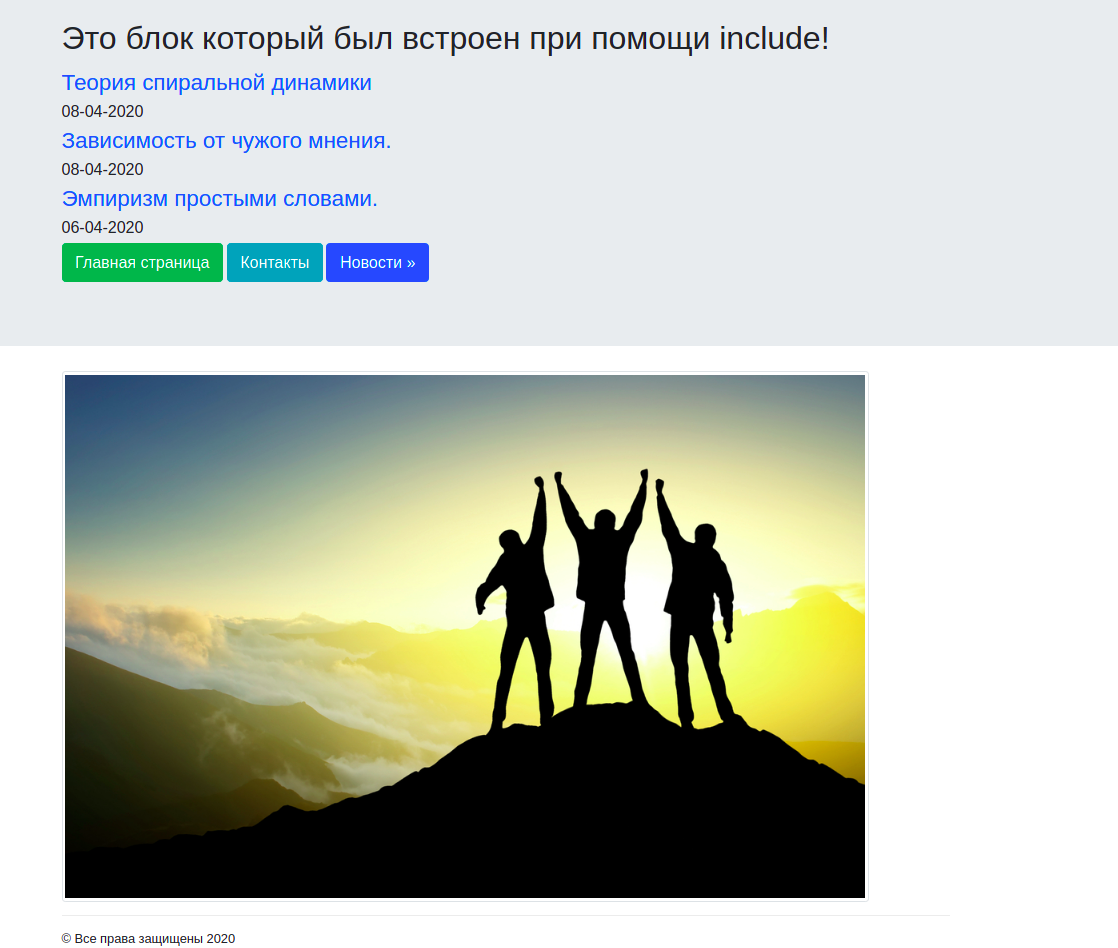 Это блок который был встроен при помощи include!
Теория спиральной динамики
08-04-2020
Зависимость от чужого мнения.
08-04-2020
Эмпиризм простыми словами.
06-04-2020
Главная страница Контакты Новости »
© Все права защищены 2020